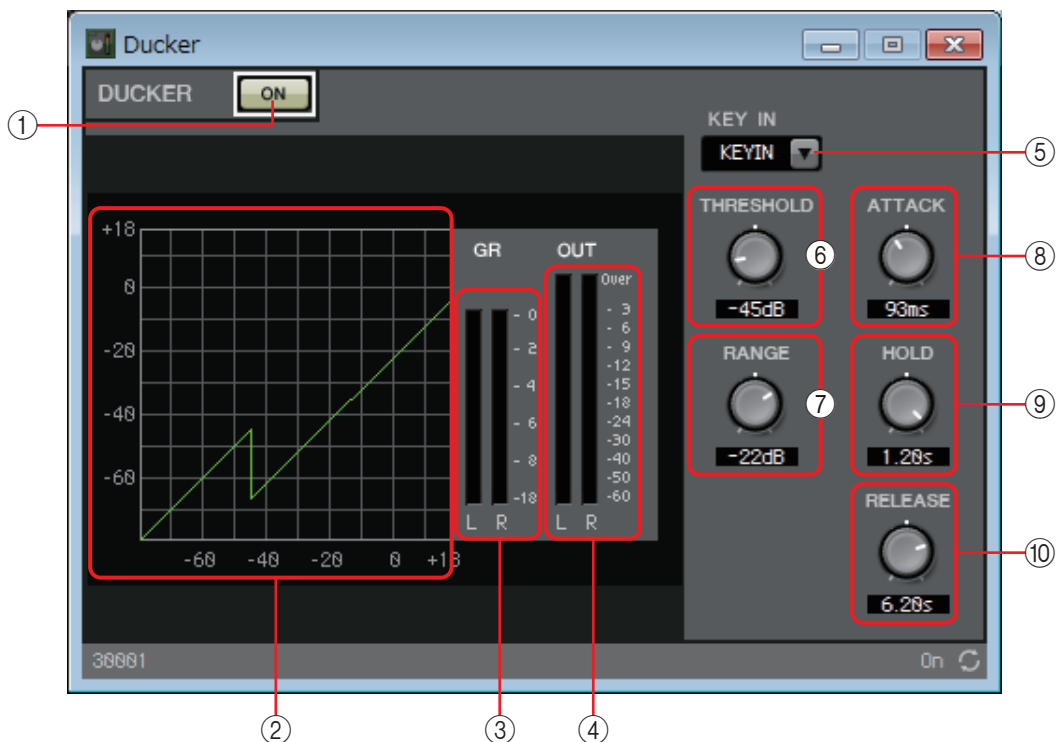 Ducker
DUCKER
ON
①
KEY IN
KEYIN
⑤
THRESHOLD
-45dB
⑥
ATTACK
93ms
⑧
RANGE
-22dB
⑦
HOLD
1.20s
⑨
RELEASE
6.20s
⑩
+18
0
-20
-40
-60
-60 -40 -20 0 +18
②
GR
- 0
- 2
- 4
- 6
- 8
-18
L R
③
OUT
Over
- 3
- 6
- 9
-12
-15
-18
-24
-30
-40
-50
-60
L R
④
30001
On